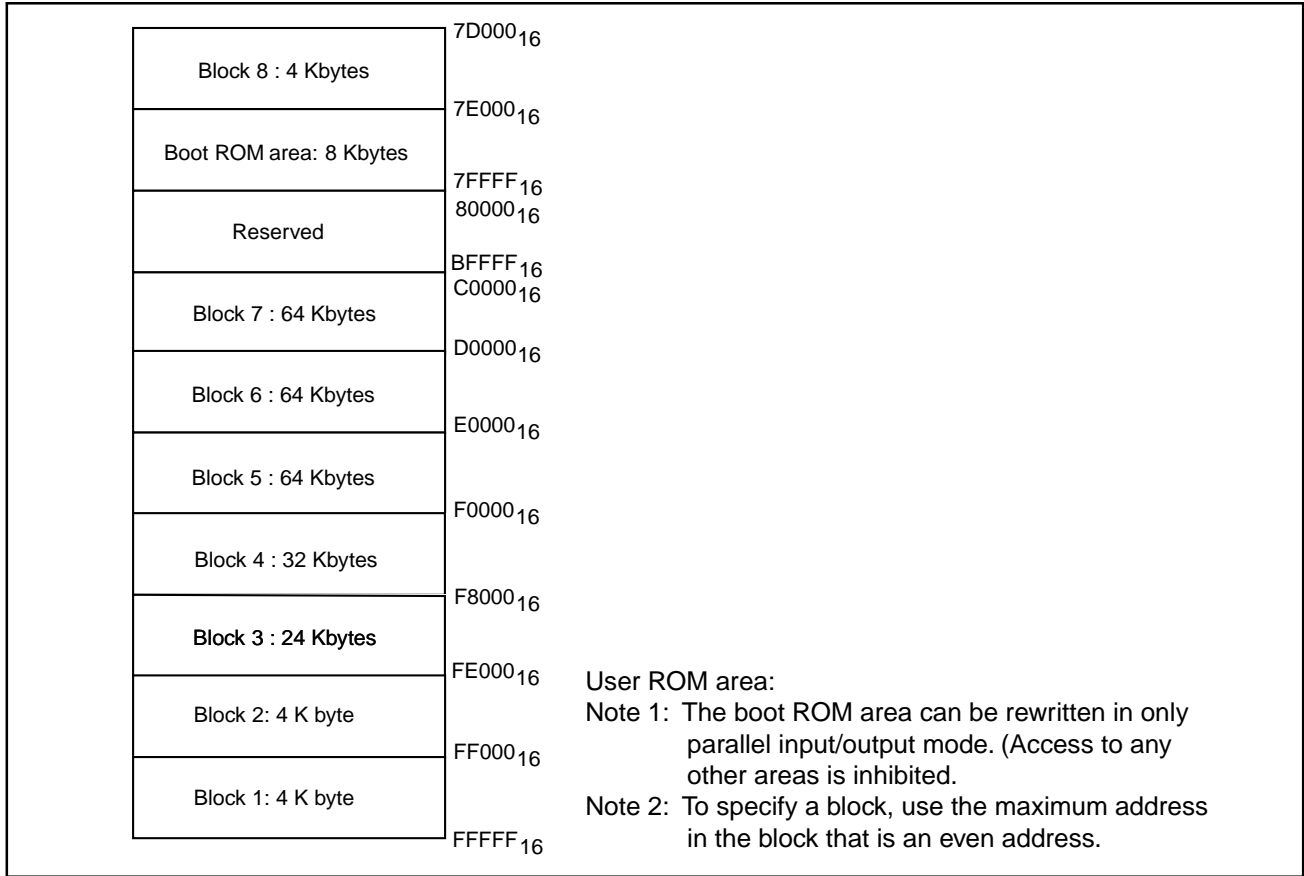 7D000₁₆
Block 8 : 4 Kbytes
7E000₁₆
Boot ROM area: 8 Kbytes
7FFFF₁₆
80000₁₆
Reserved
BFFFF₁₆
C0000₁₆
Block 7 : 64 Kbytes
D0000₁₆
Block 6 : 64 Kbytes
E0000₁₆
Block 5 : 64 Kbytes
F0000₁₆
Block 4 : 32 Kbytes
F8000₁₆
Block 3 : 24 Kbytes
FE000₁₆
Block 2: 4 K byte
FF000₁₆
Block 1: 4 K byte
FFFFF₁₆
User ROM area:
Note 1: The boot ROM area can be rewritten in only
parallel input/output mode. (Access to any
other areas is inhibited.
Note 2: To specify a block, use the maximum address
in the block that is an even address.